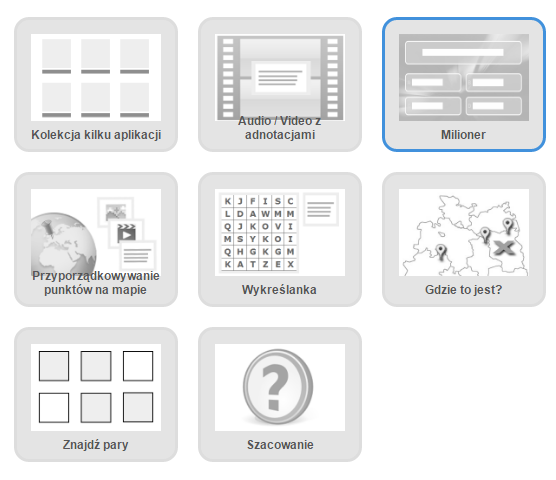 Kolekcja kilku aplikacji
Audio / Video z
adnotacjami
Milioner
Przyporządkowywanie
punktów na mapie
K J F I S C
L D A W M M
Q J K O V I
M S Y K O I
Q H G K G M
K A T Z E X
Wykreślanka
Gdzie to jest?
Znajdź pary
?
Szacowanie